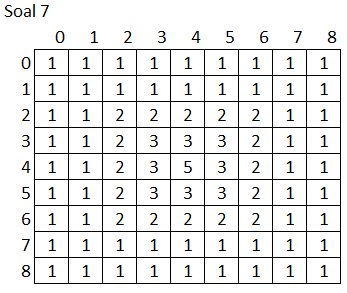 Soal 7
0 1 2 3 4 5 6 7 8
0 1 1 1 1 1 1 1 1 1
1 1 1 1 1 1 1 1 1 1
2 1 1 2 2 2 2 2 1 1
3 1 1 2 3 3 3 2 1 1
4 1 1 2 3 5 3 2 1 1
5 1 1 2 3 3 3 2 1 1
6 1 1 2 2 2 2 2 1 1
7 1 1 1 1 1 1 1 1 1
8 1 1 1 1 1 1 1 1 1